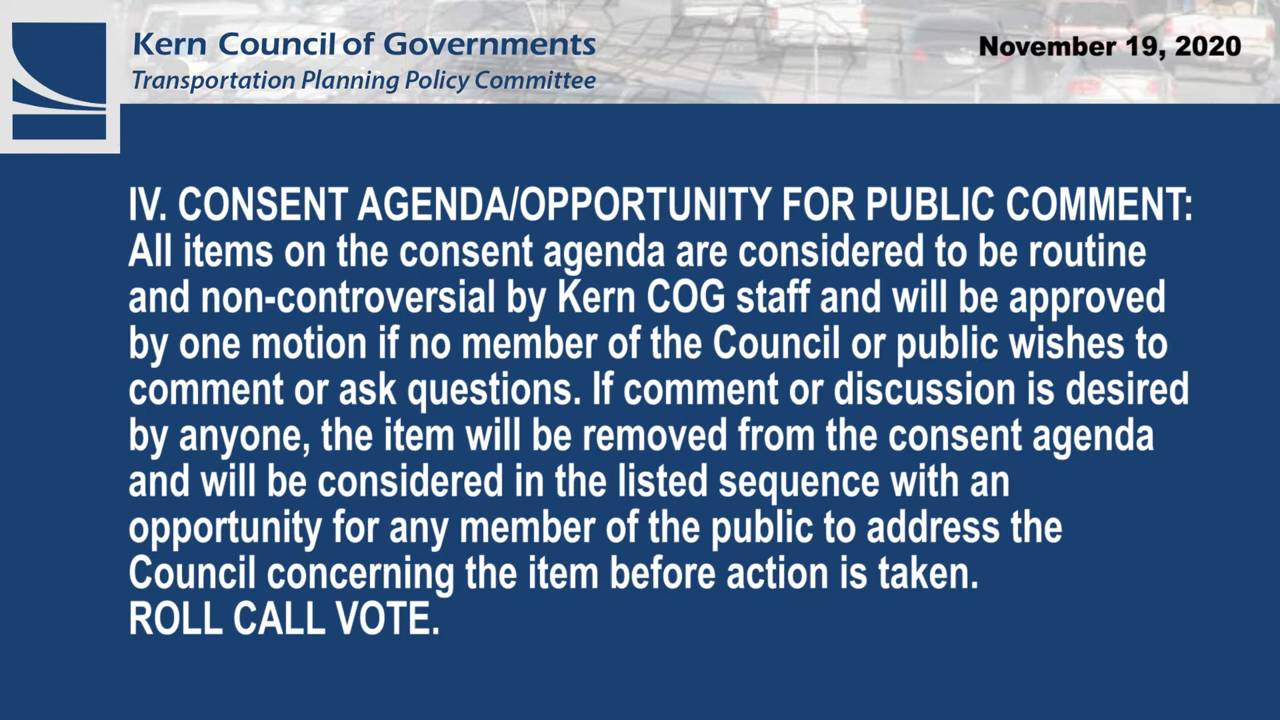 Kern Council of Governments
Transportation Planning Policy Committee
November 19, 2020
IV. CONSENT AGENDA/OPPORTUNITY FOR PUBLIC COMMENT:
All items on the consent agenda are considered to be routine
and non-controversial by Kern COG staff and will be approved
by one motion if no member of the Council or public wishes to
comment or ask questions. If comment or discussion is desired
by anyone, the item will be removed from the consent agenda
and will be considered in the listed sequence with an
opportunity for any member of the public to address the
Council concerning the item before action is taken.
ROLL CALL VOTE.